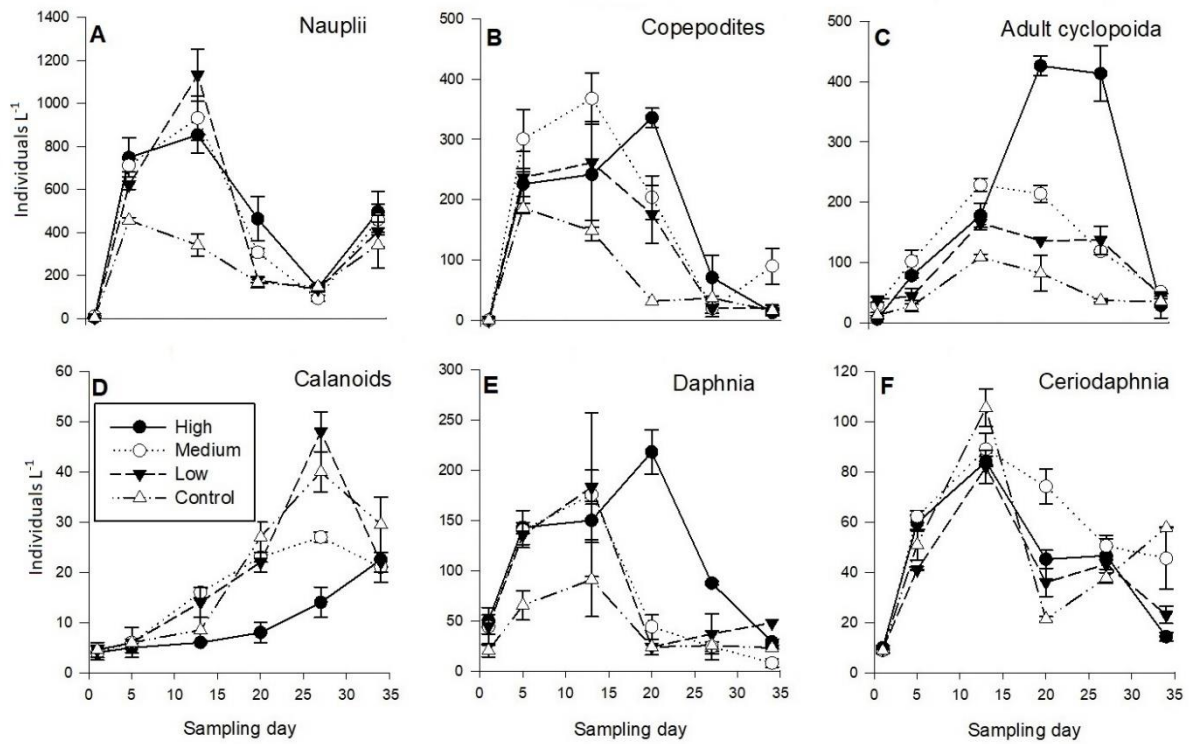 A
Nauplii
Individuals L⁻¹
1400
1200
1000
800
600
400
200
0
B
Copepodites
500
400
300
200
100
0
C
Adult cyclopoida
500
400
300
200
100
0
D
Calanoids
Individuals L⁻¹
60
50
40
30
20
10
0
High
Medium
Low
Control
0 5 10 15 20 25 30 35
Sampling day
E
Daphnia
300
250
200
150
100
50
0
0 5 10 15 20 25 30 35
Sampling day
F
Ceriodaphnia
120
100
80
60
40
20
0
0 5 10 15 20 25 30 35
Sampling day